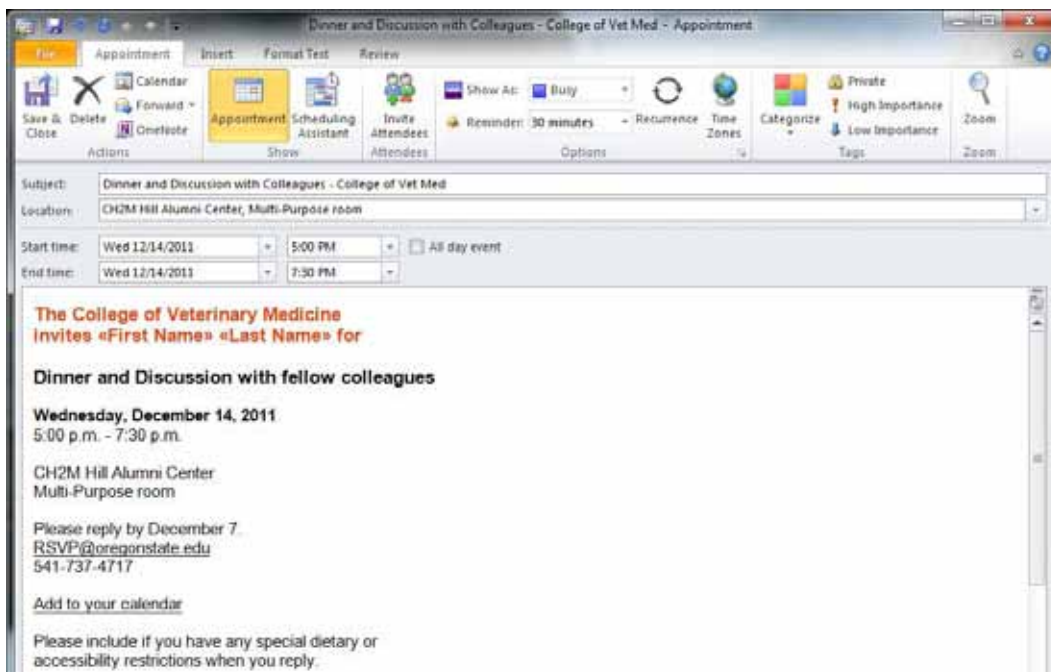 Dinner and Discussion with Colleagues - College of Vet Med - Appointment
File Appointment Insert Format Text Review
Save & Close
Delete
Calendar
Forward
OneNote
Actions
Appointment
Scheduling Assistant
Show
Invite Attendees
Attendees
Show As: Busy
Reminder: 30 minutes
Recurrence
Time Zones
Options
Categorize
Private
High Importance
Low Importance
Tags
Zoom
Zoom
Subject: Dinner and Discussion with Colleagues - College of Vet Med
Location: CH2M Hill Alumni Center, Multi-Purpose room
Start time: Wed 12/14/2011 5:00 PM All day event
End time: Wed 12/14/2011 7:30 PM
The College of Veterinary Medicine
invites «First Name» «Last Name» for
Dinner and Discussion with fellow colleagues
Wednesday, December 14, 2011
5:00 p.m. - 7:30 p.m.
CH2M Hill Alumni Center
Multi-Purpose room
Please reply by December 7.
RSVP@oregonstate.edu
541-737-4717
Add to your calendar
Please include if you have any special dietary or
accessibility restrictions when you reply.